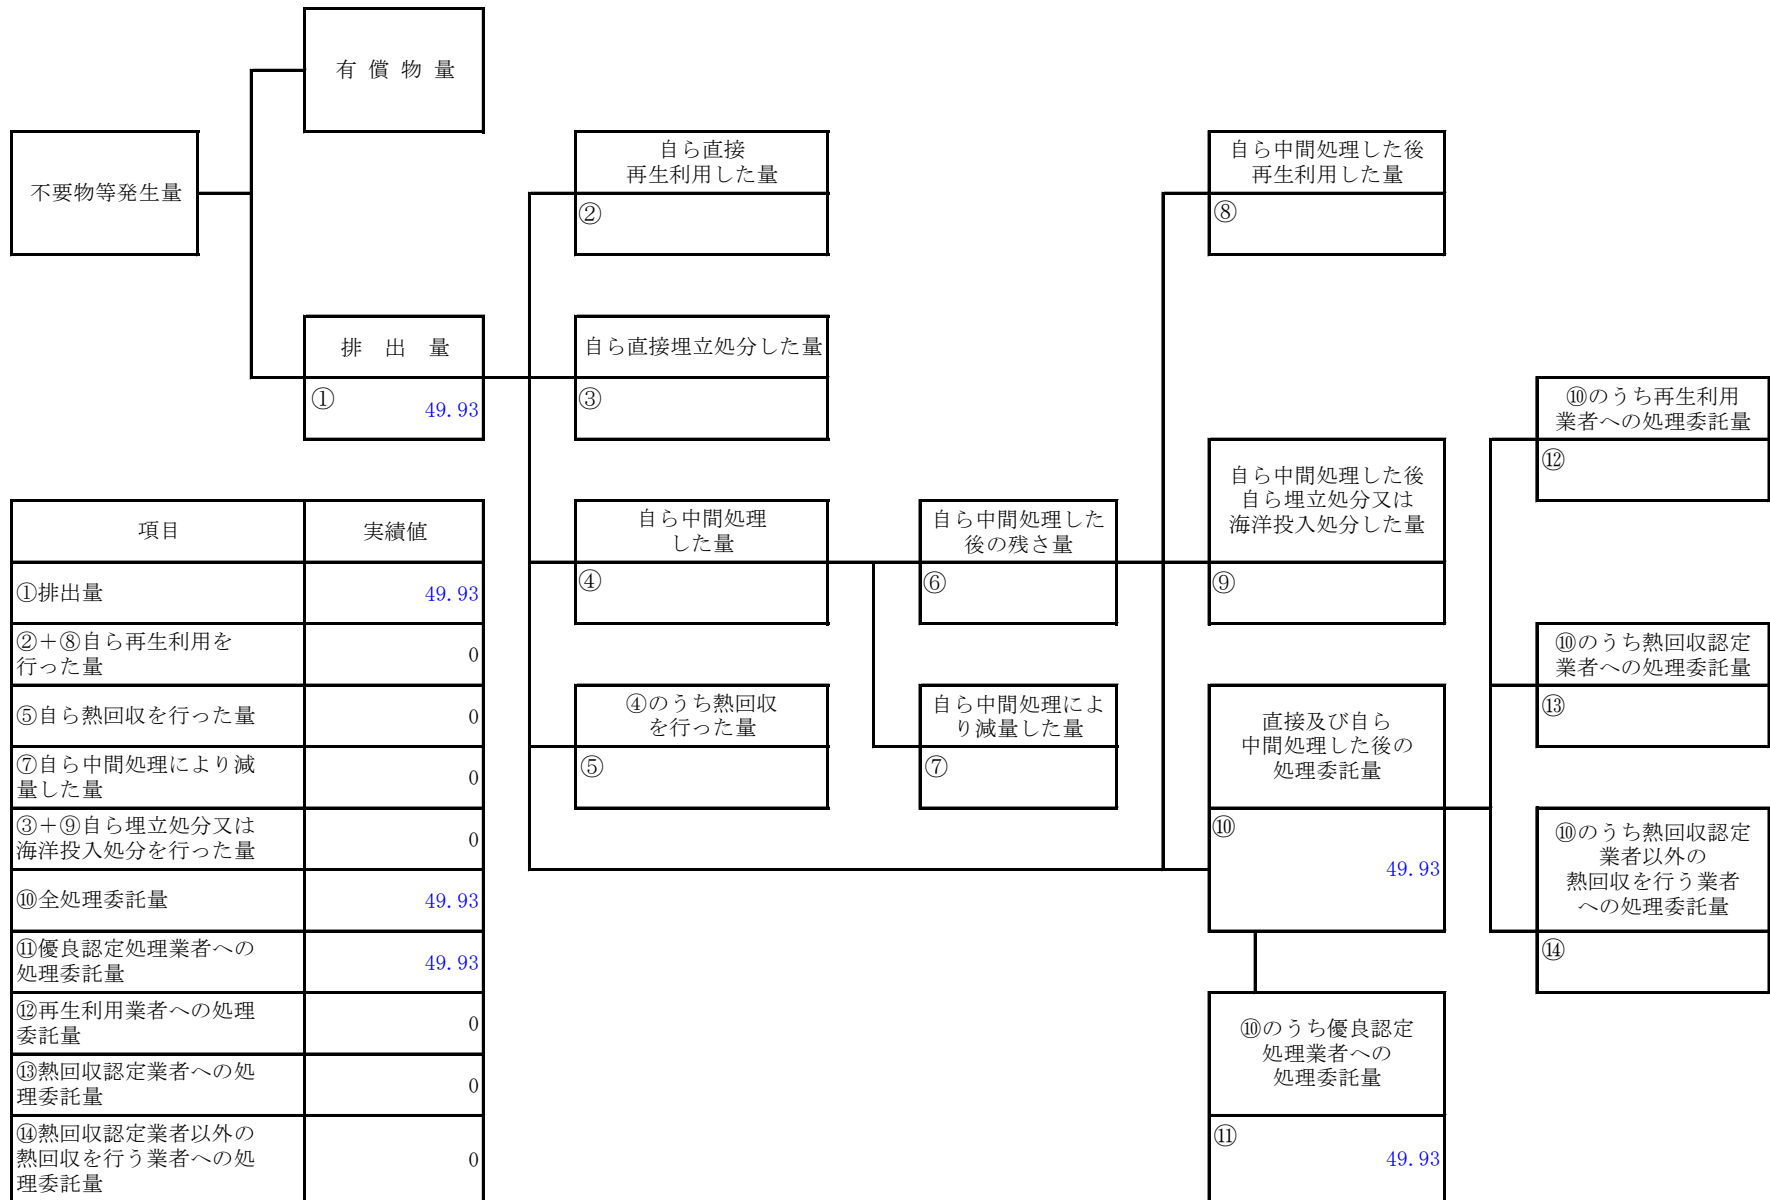 有償物量
不要物等発生量
排出量
①
49.93
自ら直接
再生利用した量
②
自ら直接埋立処分した量
③
自ら中間処理
した量
④
④のうち熱回収
を行った量
⑤
自ら中間処理した
後の残さ量
⑥
自ら中間処理によ
り減量した量
⑦
自ら中間処理した後
再生利用した量
⑧
自ら中間処理した後
自ら埋立処分又は
海洋投入処分した量
⑨
直接及び自ら
中間処理した後の
処理委託量
⑩
49.93
⑩のうち優良認定
処理業者への
処理委託量
⑪
49.93
⑩のうち再生利用
業者への処理委託量
⑫
⑩のうち熱回収認定
業者への処理委託量
⑬
⑩のうち熱回収認定
業者以外の
熱回収を行う業者
への処理委託量
⑭
項目 実績値
①排出量 49.93
②+⑧自ら再生利用を
行った量 0
⑤自ら熱回収を行った量 0
⑦自ら中間処理により減
量した量 0
③+⑨自ら埋立処分又は
海洋投入処分を行った量 0
⑩全処理委託量 49.93
⑪優良認定処理業者への
処理委託量 49.93
⑫再生利用業者への処理
委託量 0
⑬熱回収認定業者への処
理委託量 0
⑭熱回収認定業者以外の
熱回収を行う業者への処
理委託量 0